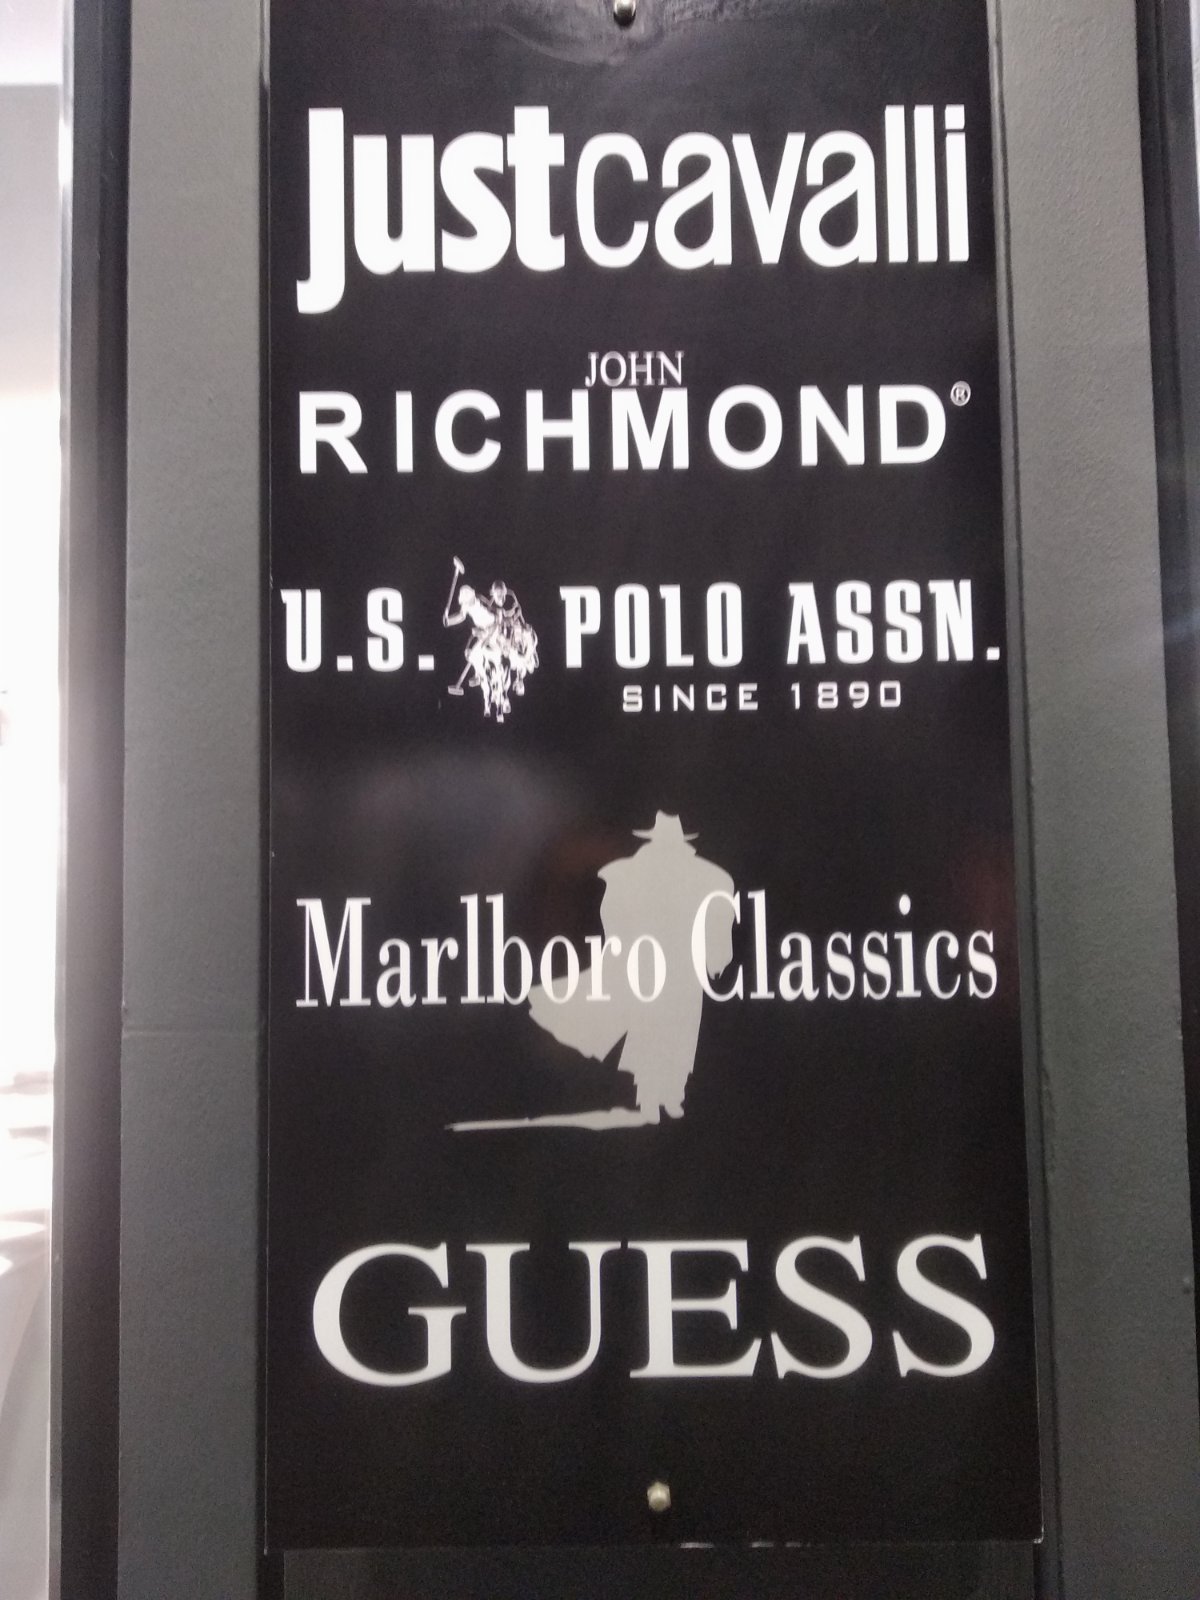 Justcavalli
JOHN
RICHMOND®
U.S. POLO ASSN.
SINCE 1890
Marlboro Classics
GUESS